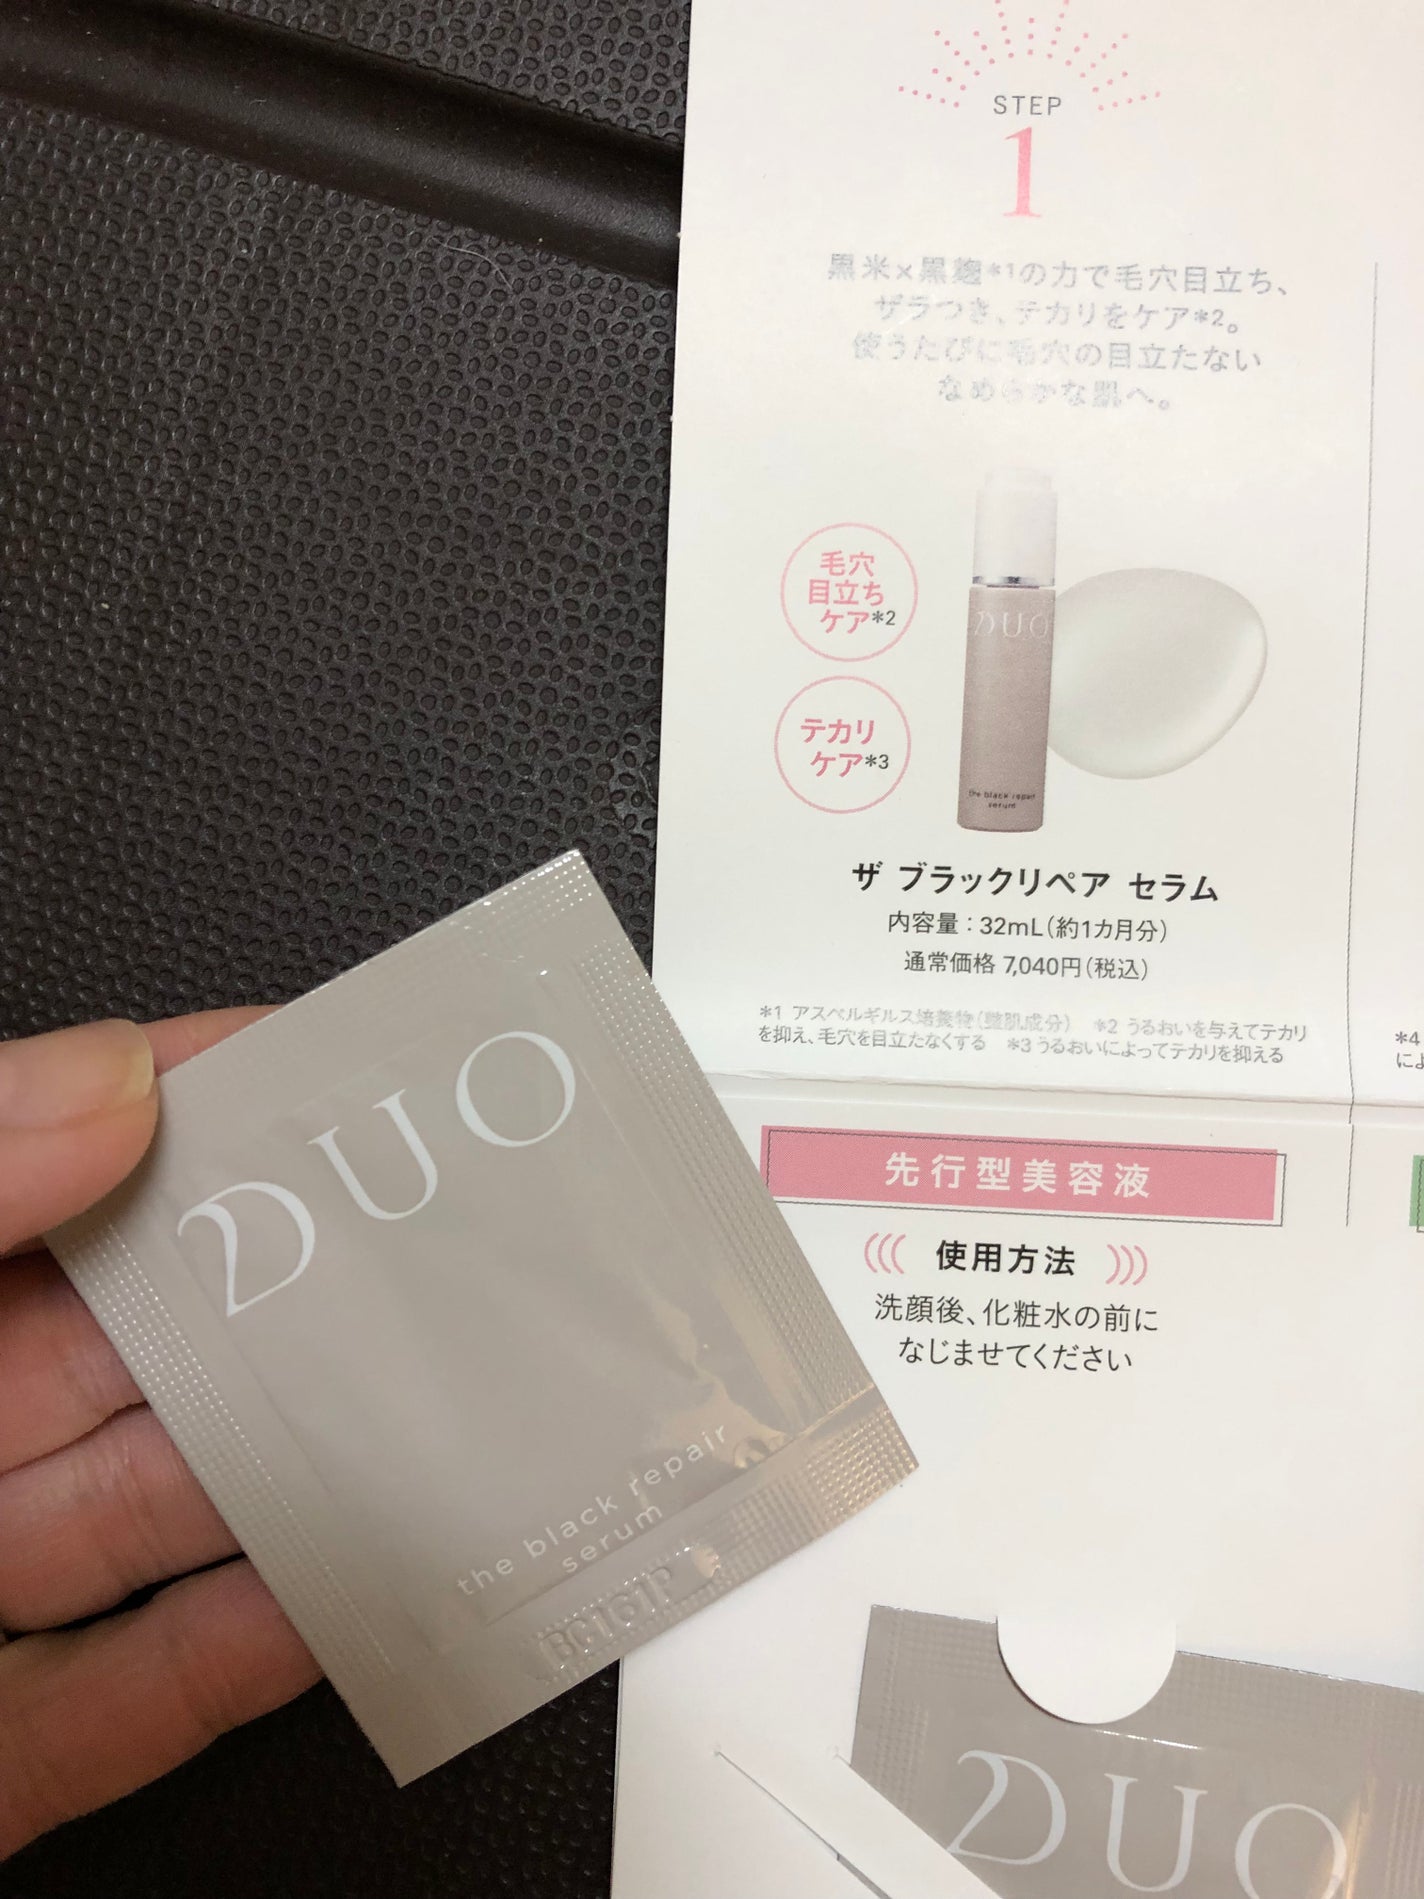 STEP
1
黒米×黒麹*1の力で毛穴目立ち、
ザラつき、テカリをケア*2。
使うたびに毛穴の目立たない
なめらかな肌へ。
毛穴
目立ち
ケア*2
テカリ
ケア*3
DUO
the black repair
serum
ザ ブラックリペア セラム
内容量：32mL(約1カ月分)
通常価格 7,040円(税込)
*1 アスペルギルス培養物(整肌成分) *2 うるおいを与えてテカリ
を抑え、毛穴を目立たなくする *3 うるおいによってテカリを抑える
*4
によ
先行型美容液
使用方法
洗顔後、化粧水の前に
なじませてください
DUO
the black repair
serum
BC161P
DUO